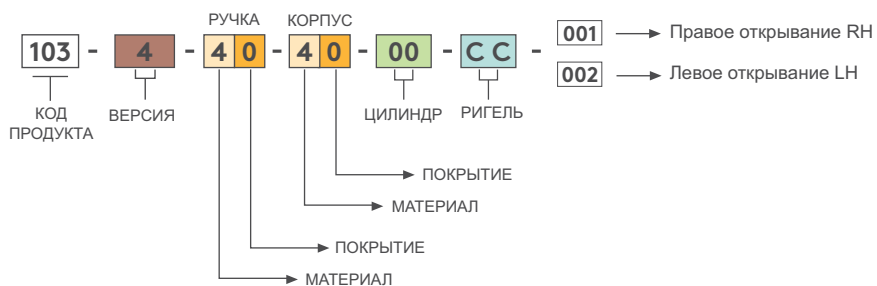 РУЧКА КОРПУС
103 - 4 - 4 0 - 4 0 - 00 - C C - 001 Правое открывание RH
002 Левое открывание LH
КОД ПРОДУКТА
ВЕРСИЯ
ЦИЛИНДР
РИГЕЛЬ
ПОКРЫТИЕ
МАТЕРИАЛ
ПОКРЫТИЕ
МАТЕРИАЛ